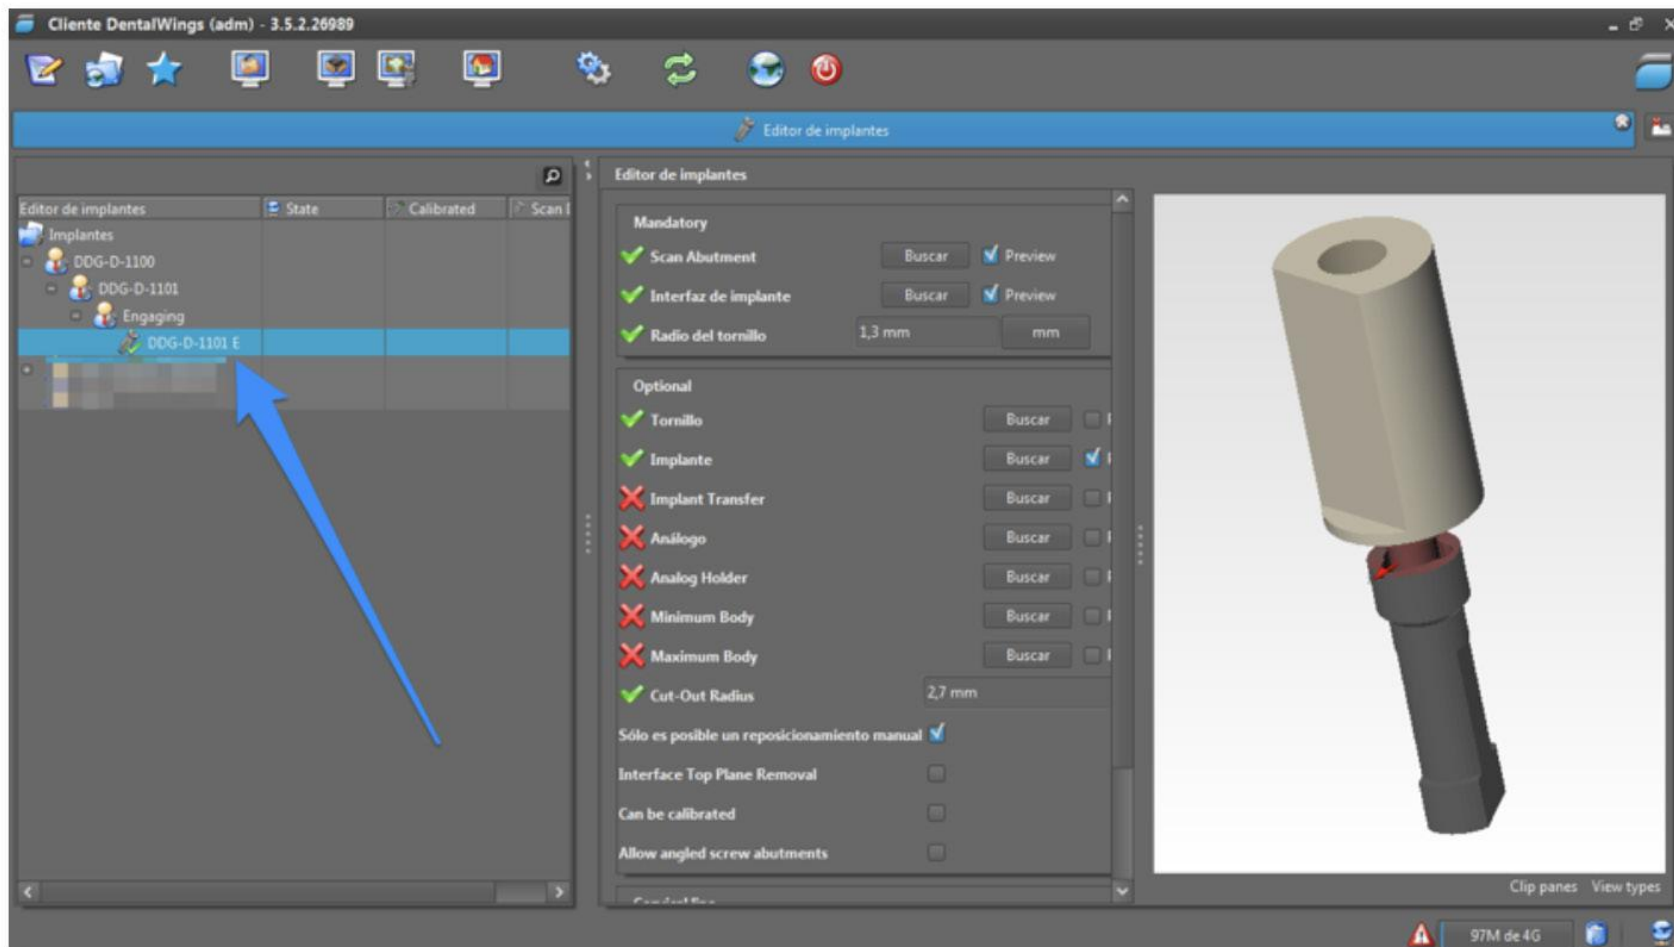 Cliente DentalWings (adm) - 3.5.2.26989
Editor de implantes
Editor de implantes State Calibrated Scan
Implantes
DDG-D-1100
DDG-D-1101
Engaging
DDG-D-1101 E
Editor de implantes
Mandatory
Scan Abutment Buscar Preview
Interfaz de implante Buscar Preview
Radio del tornillo 1,3 mm mm
Optional
Tornillo Buscar
Implante Buscar
Implant Transfer Buscar
Análogo Buscar
Analog Holder Buscar
Minimum Body Buscar
Maximum Body Buscar
Cut-Out Radius 2,7 mm
Sólo es posible un reposicionamiento manual
Interface Top Plane Removal
Can be calibrated
Allow angled screw abutments
Clip panes View types
97M de 4G